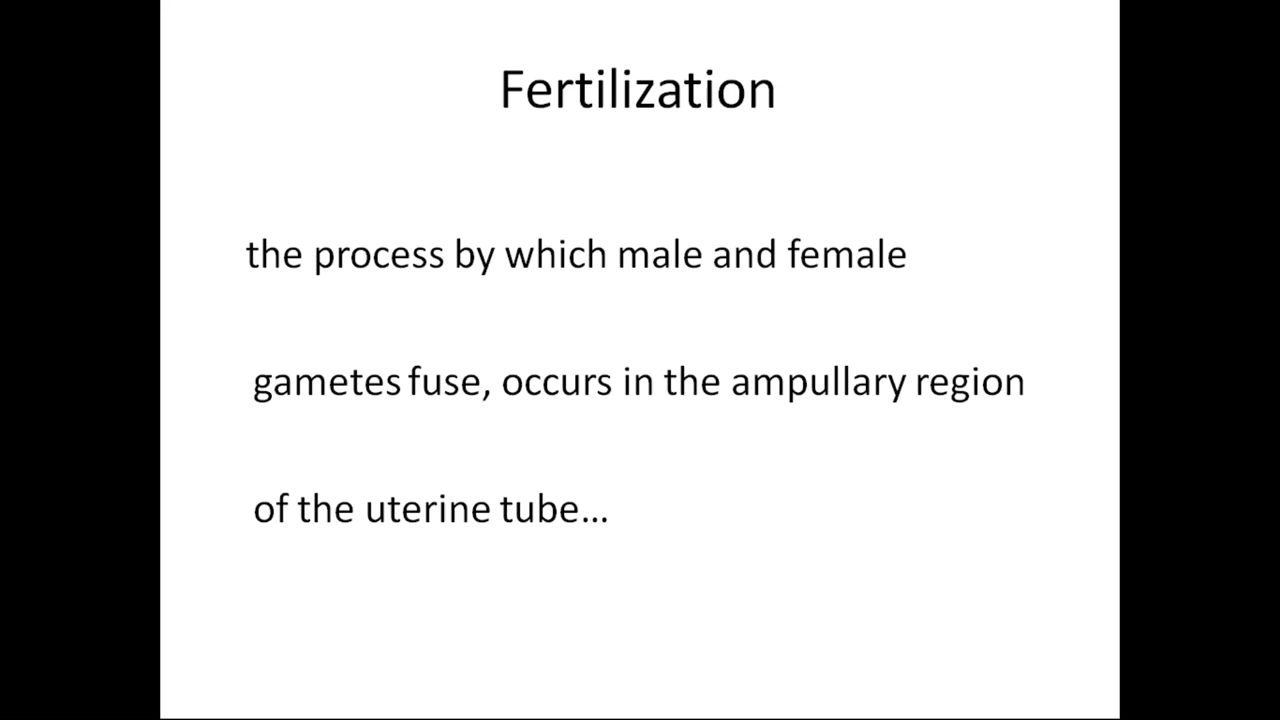 Fertilization
the process by which male and female
gametes fuse, occurs in the ampullary region
of the uterine tube...